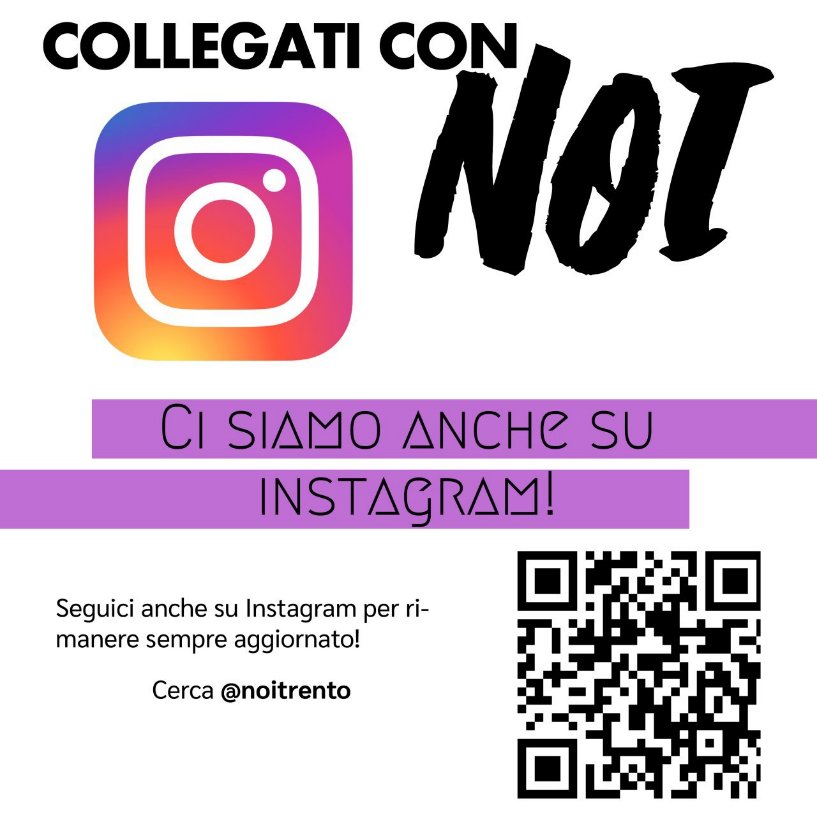 COLLEGATI CON
NOI
Ci siamo anche su
instagram!
Seguici anche su Instagram per ri-
manere sempre aggiornato!
Cerca @noitrento